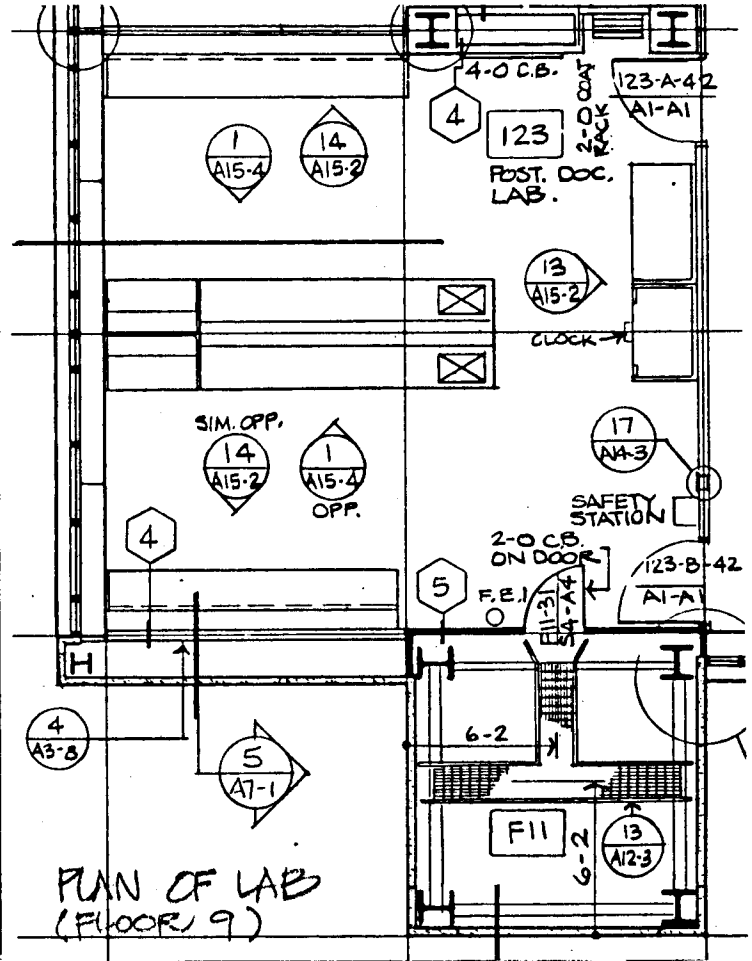 4-0 C.B.
2-0 COAT
RACK
123-A-42
A1-A1
4
123
POST. DOC.
LAB.
1
A15-4
14
A15-2
13
A15-2
CLOCK
SIM. OPP.
14
A15-2
1
A15-4
OPP.
17
A14-3
SAFETY
STATION
4
2-0 C.B.
ON DOOR
123-B-42
A1-A1
5
F.E.1
F11-31
S4-A4
4
A3-8
6-2
5
A7-1
F11
6-2
13
A12-3
PLAN OF LAB
(FLOOR 9)